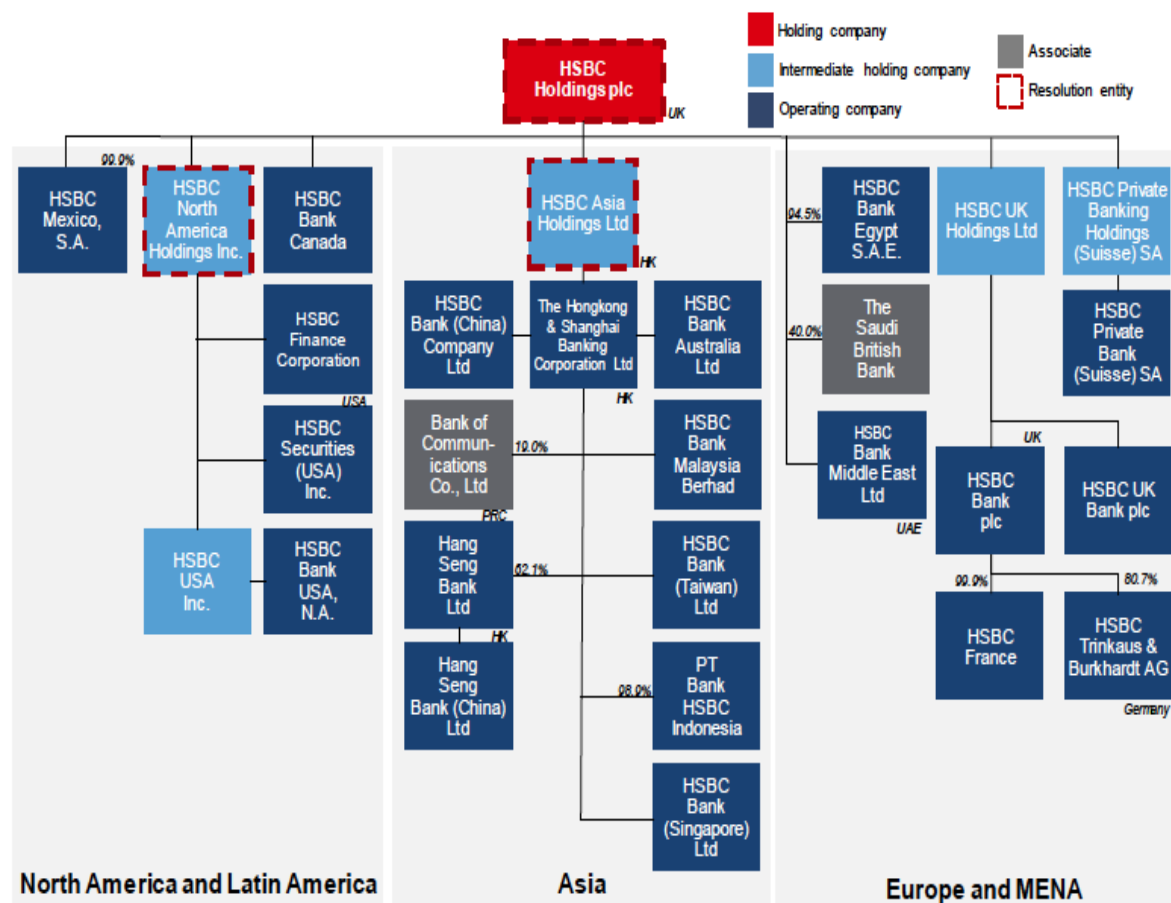 Holding company
Intermediate holding company
Operating company
Associate
Resolution entity
HSBC
Holdings plc
UK
99.9%
HSBC
Mexico,
S.A.
HSBC
North
America
Holdings Inc.
HSBC
Bank
Canada
HSBC
Finance
Corporation
USA
HSBC
Securities
(USA)
Inc.
HSBC
USA
Inc.
HSBC
Bank
USA,
N.A.
North America and Latin America
HSBC Asia
Holdings Ltd
HK
HSBC
Bank (China)
Company
Ltd
The Hongkong
& Shanghai
Banking
Corporation Ltd
HK
HSBC
Bank
Australia
Ltd
Bank of
Commun-
ications
Co., Ltd
PRC
19.0%
HSBC
Bank
Malaysia
Berhad
Hang
Seng
Bank
Ltd
HK
62.1%
HSBC
Bank
(Taiwan)
Ltd
Hang
Seng
Bank (China)
Ltd
98.9%
PT
Bank
HSBC
Indonesia
HSBC
Bank
(Singapore)
Ltd
Asia
94.5%
HSBC
Bank
Egypt
S.A.E.
HSBC UK
Holdings Ltd
HSBC Private
Banking
Holdings
(Suisse) SA
40.0%
The
Saudi
British
Bank
HSBC
Private
Bank
(Suisse) SA
HSBC
Bank
Middle East
Ltd
UAE
UK
HSBC
Bank
plc
HSBC UK
Bank plc
99.9%
HSBC
France
80.7%
HSBC
Trinkaus &
Burkhardt AG
Germany
Europe and MENA